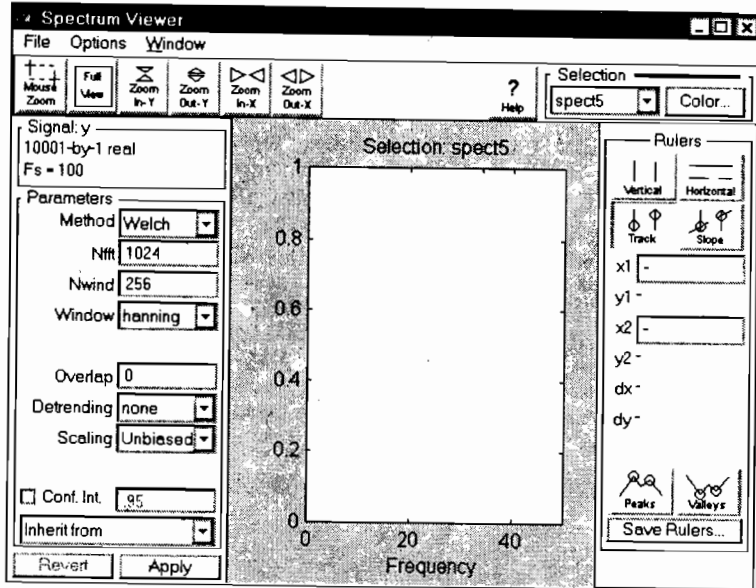 Spectrum Viewer
File Options Window
Mouse Zoom
Full View
Zoom In-Y
Zoom Out-Y
Zoom In-X
Zoom Out-X
? Help
Selection
spect5 Color...
Signal: y
10001-by-1 real
Fs = 100
Parameters
Method Welch
Nfft 1024
Nwind 256
Window hanning
Overlap 0
Detrending none
Scaling Unbiased
Conf. Int. .95
Inherit from
Revert Apply
Selection: spect5
1
0.8
0.6
0.4
0.2
0
0 20 40
Frequency
Rulers
Vertical Horizontal
Track Slope
x1 -
y1 -
x2 -
y2 -
dx -
dy -
Peaks Valleys
Save Rulers...